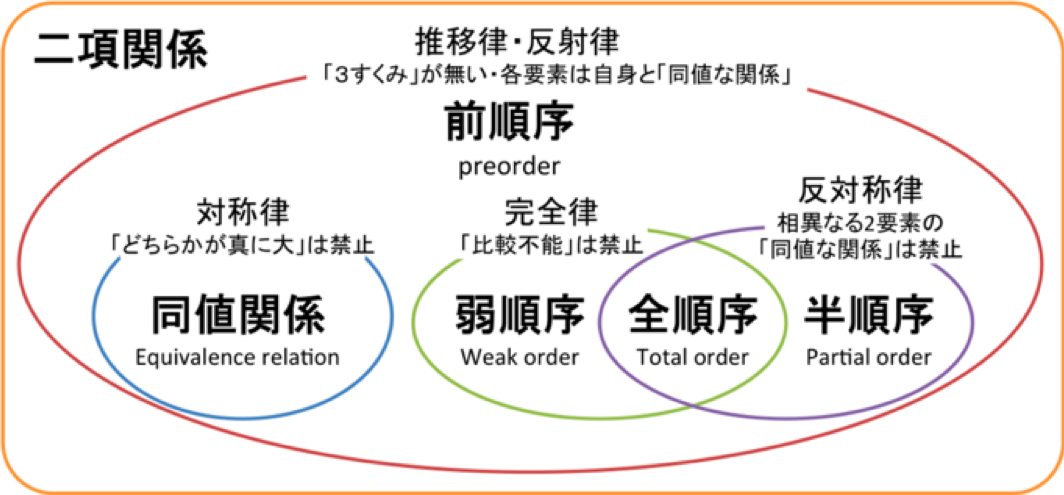 二項関係
推移律・反射律
「3すくみ」が無い・各要素は自身と「同値な関係」
前順序
preorder
対称律
「どちらかが真に大」は禁止
同値関係
Equivalence relation
完全律
「比較不能」は禁止
弱順序
Weak order
全順序
Total order
反対称律
相異なる2要素の
「同値な関係」は禁止
半順序
Partial order